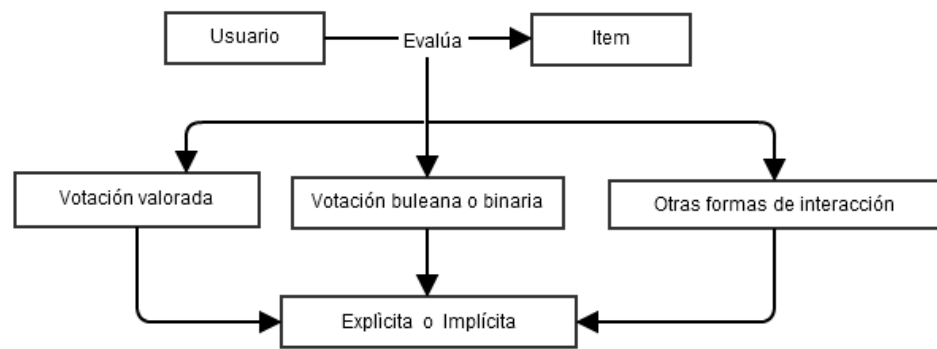 Usuario
Evalúa
Item
Votación valorada
Votación buleana o binaria
Otras formas de interacción
Explìcita o Implícita